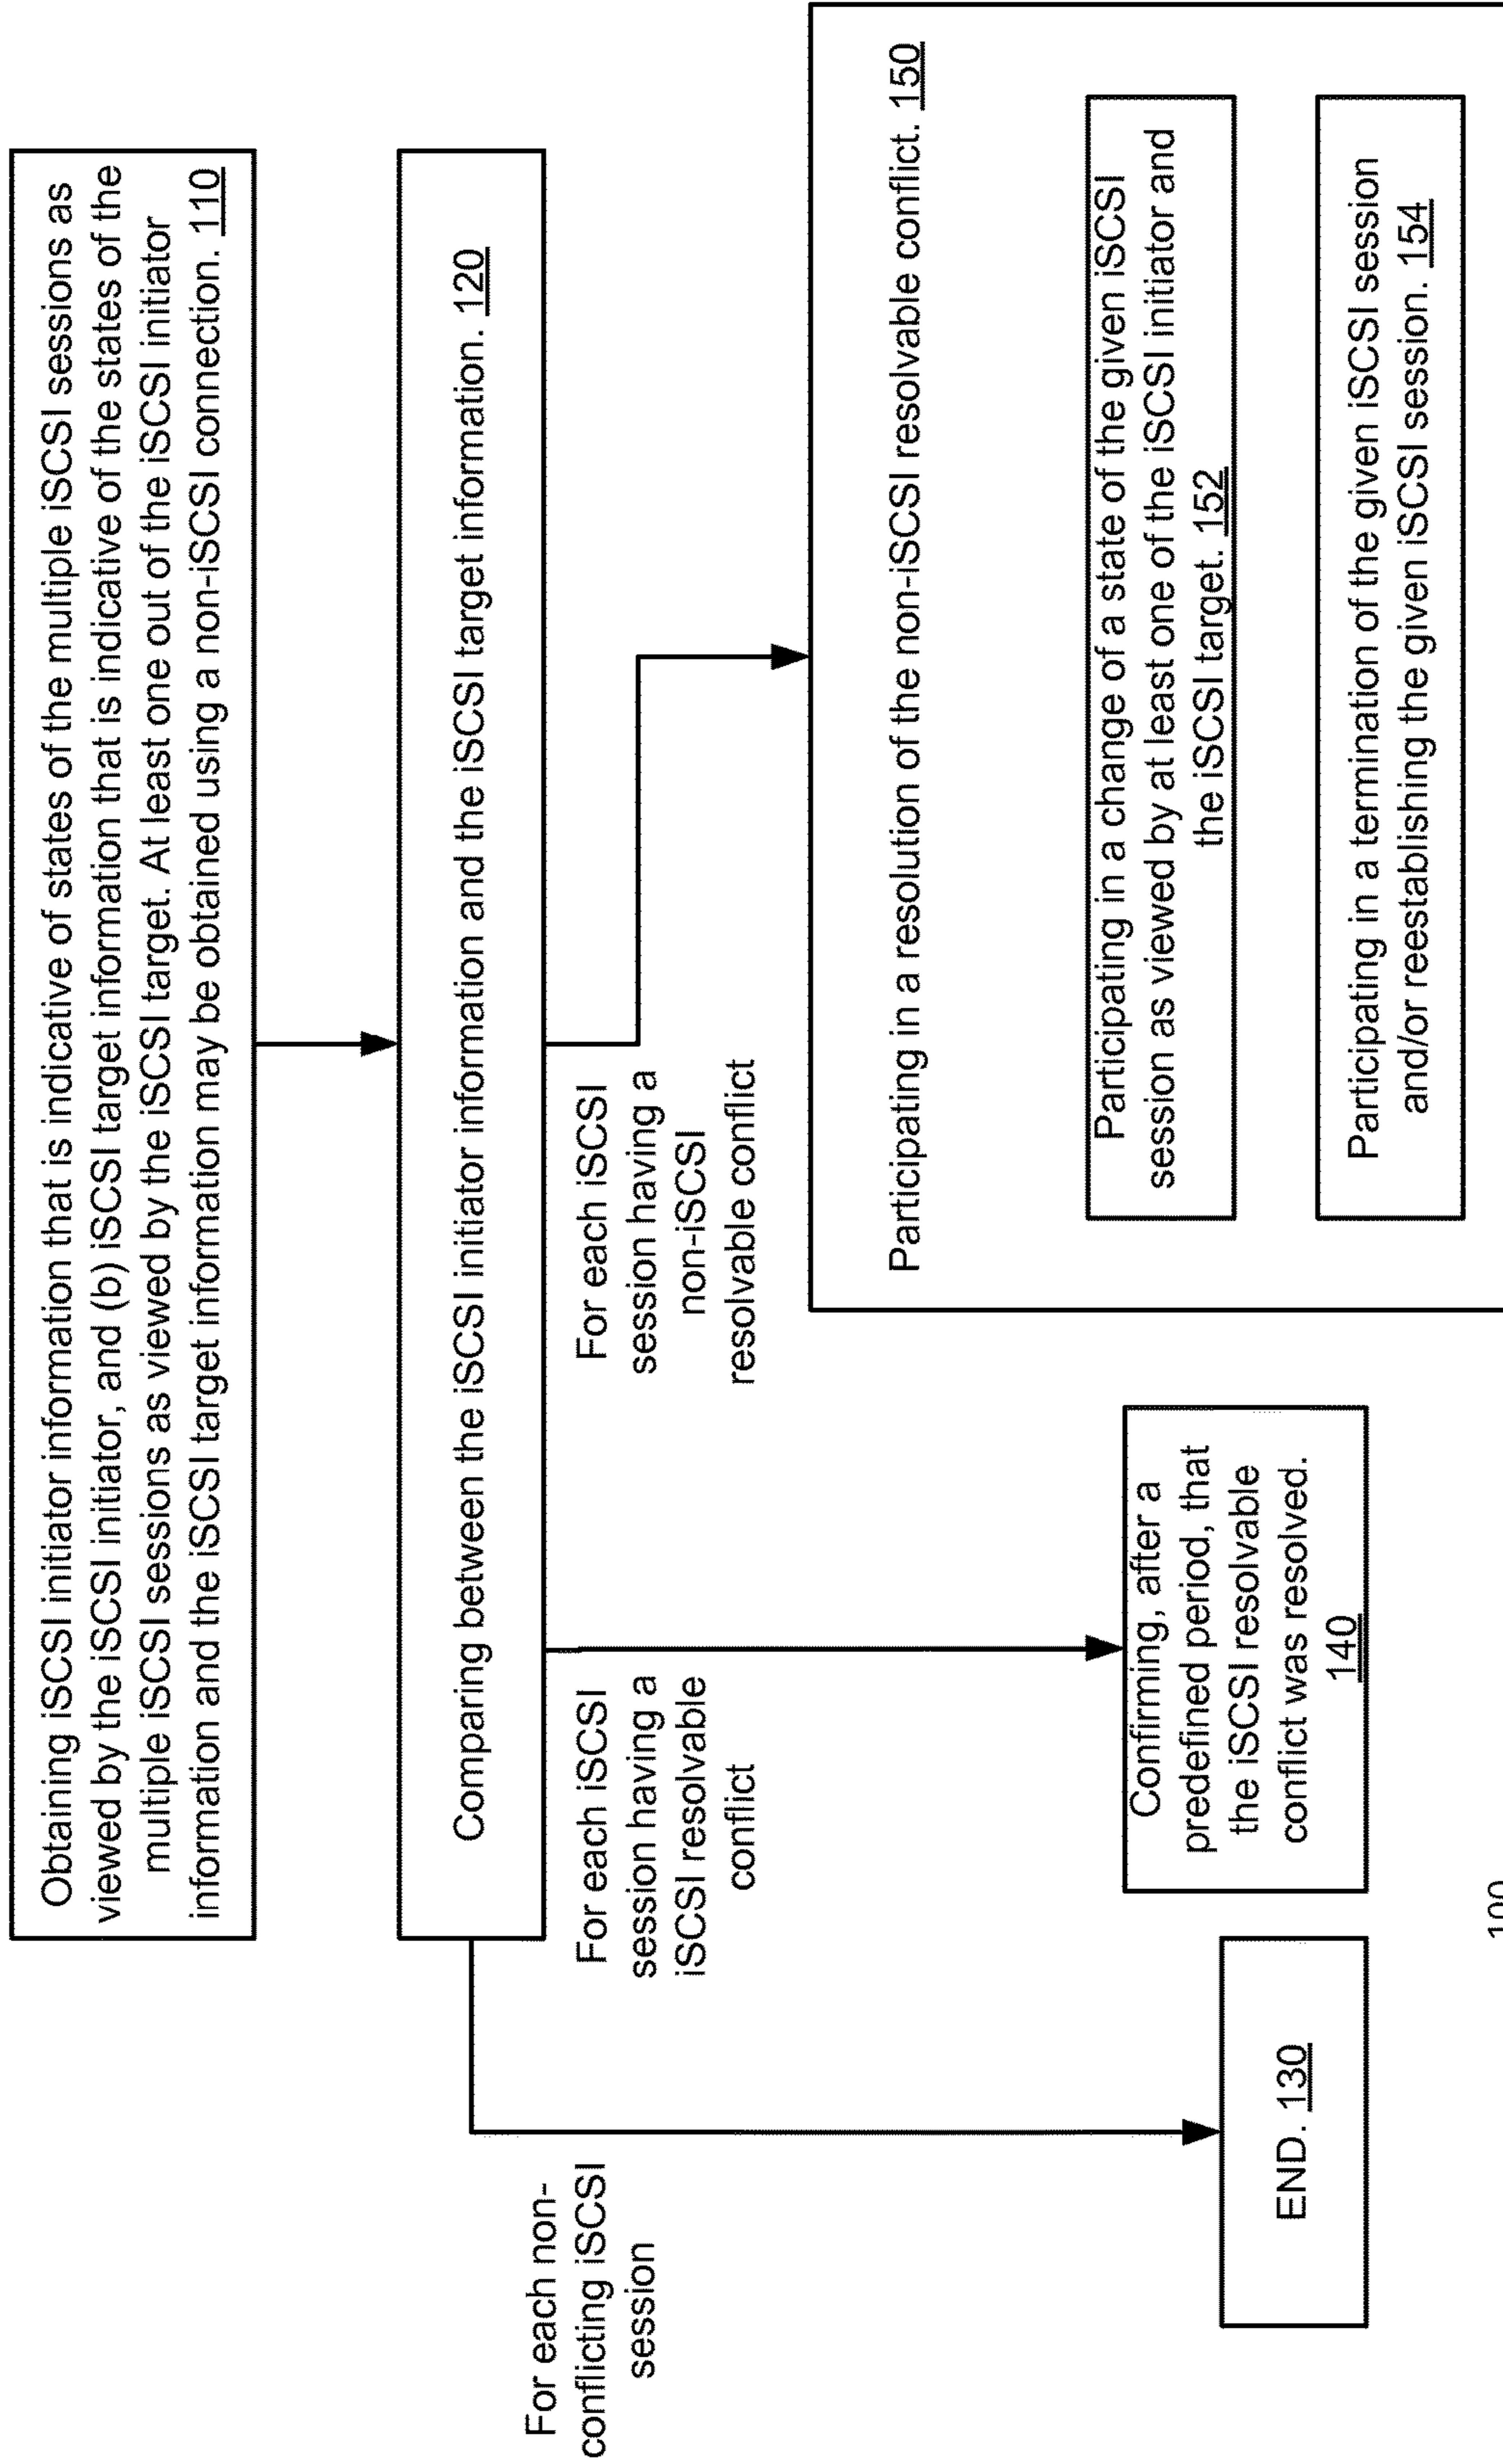 Obtaining iSCSI initiator information that is indicative of states of the multiple iSCSI sessions as
viewed by the iSCSI initiator, and (b) iSCSI target information that is indicative of the states of the
multiple iSCSI sessions as viewed by the iSCSI target. At least one out of the iSCSI initiator
information and the iSCSI target information may be obtained using a non-iSCSI connection. 110
Comparing between the iSCSI initiator information and the iSCSI target information. 120
For each non-
conflicting iSCSI
session
For each iSCSI
session having a
iSCSI resolvable
conflict
For each iSCSI
session having a
non-iSCSI
resolvable conflict
END. 130
Confirming, after a
predefined period, that
the iSCSI resolvable
conflict was resolved.
140
Participating in a resolution of the non-iSCSI resolvable conflict. 150
Participating in a change of a state of the given iSCSI
session as viewed by at least one of the iSCSI initiator and
the iSCSI target. 152
Participating in a termination of the given iSCSI session
and/or reestablishing the given iSCSI session. 154
100